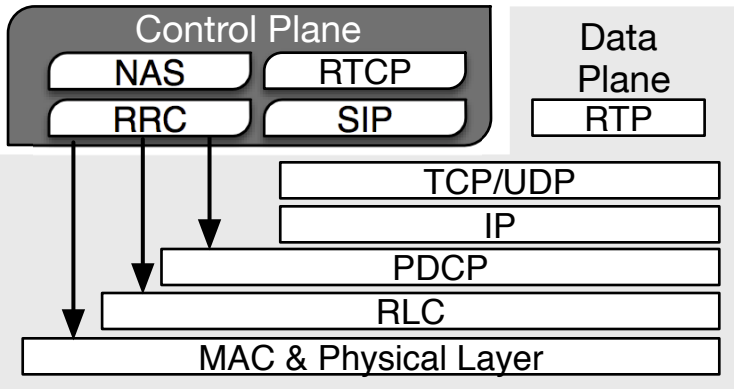 Control Plane
NAS
RTCP
RRC
SIP
Data
Plane
RTP
TCP/UDP
IP
PDCP
RLC
MAC & Physical Layer